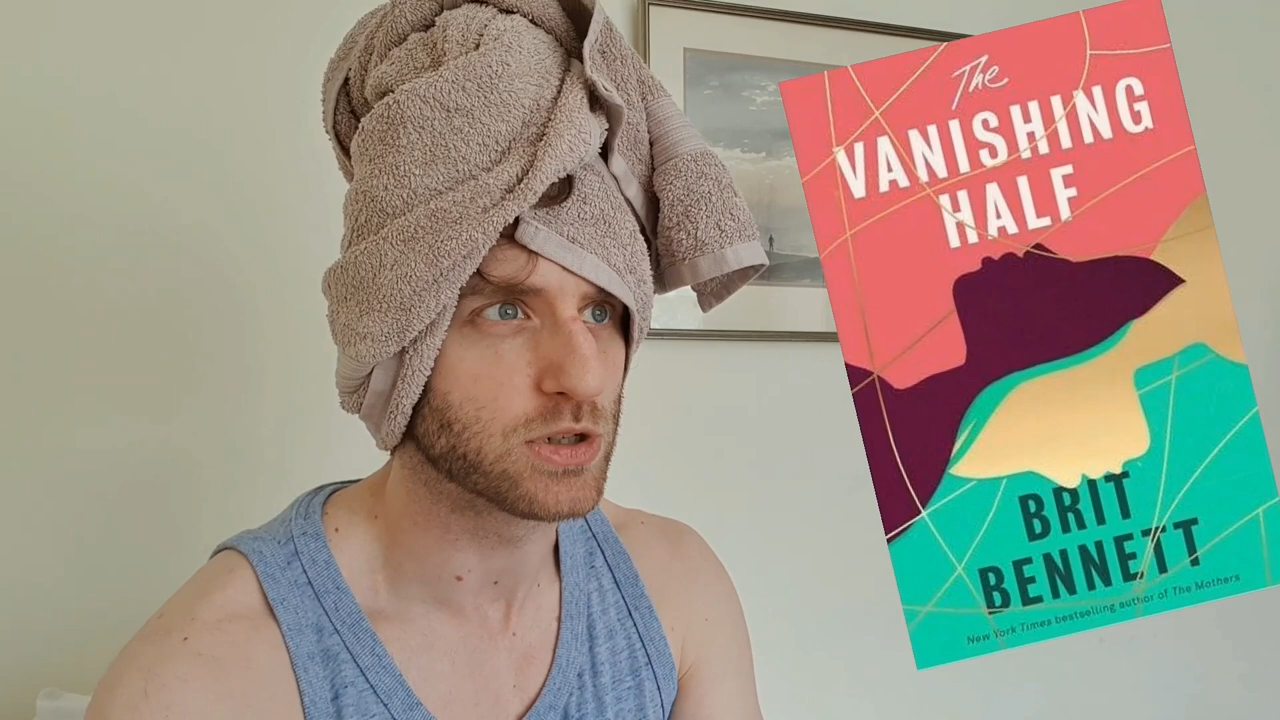 The
VANISHING
HALF
BRIT
BENNETT
New York Times bestselling author of The Mothers